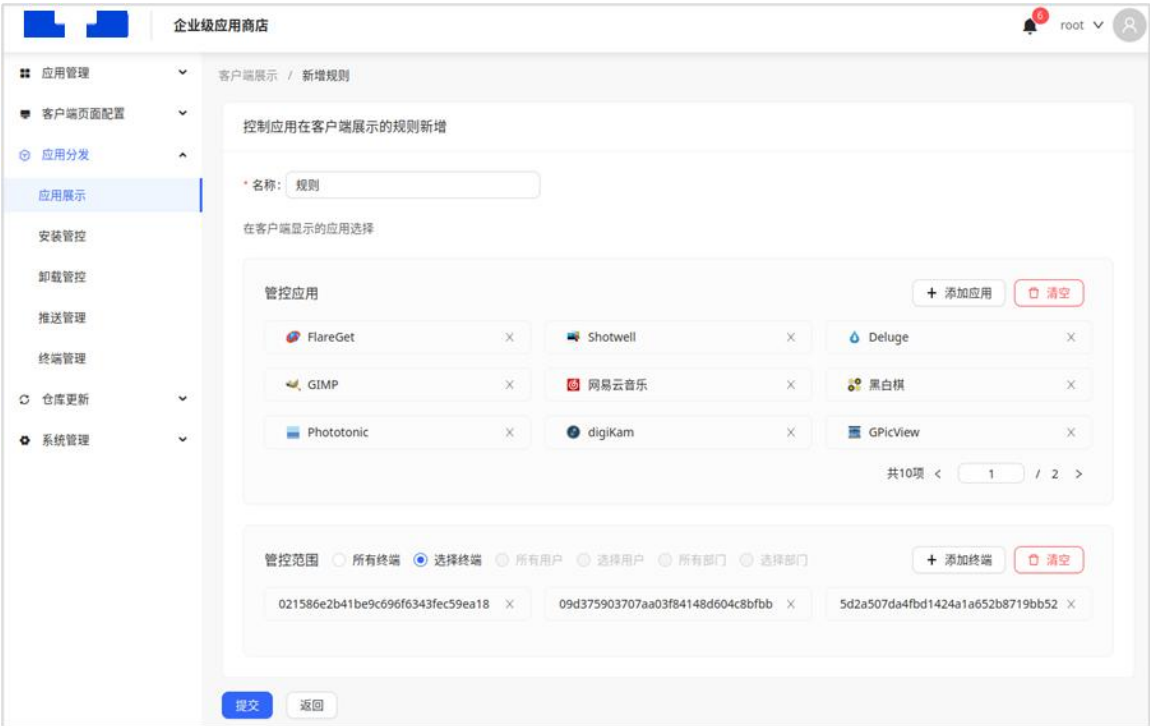 企业级应用商店
6
root
应用管理
客户端页面配置
应用分发
应用展示
安装管控
卸载管控
推送管理
终端管理
仓库更新
系统管理
客户端展示 / 新增规则
控制应用在客户端展示的规则新增
* 名称: 规则
在客户端显示的应用选择
管控应用 + 添加应用 清空
FlareGet × Shotwell × Deluge ×
GIMP × 网易云音乐 × 黑白棋 ×
Phototonic × digiKam × GPicView ×
共10项 < 1 / 2 >
管控范围 所有终端 选择终端 所有用户 选择用户 所有部门 选择部门 + 添加终端 清空
021586e2b41be9c696f6343fec59ea18 × 09d375903707aa03f84148d604c8bfbb × 5d2a507da4fbd1424a1a652b8719bb52 ×
提交 返回